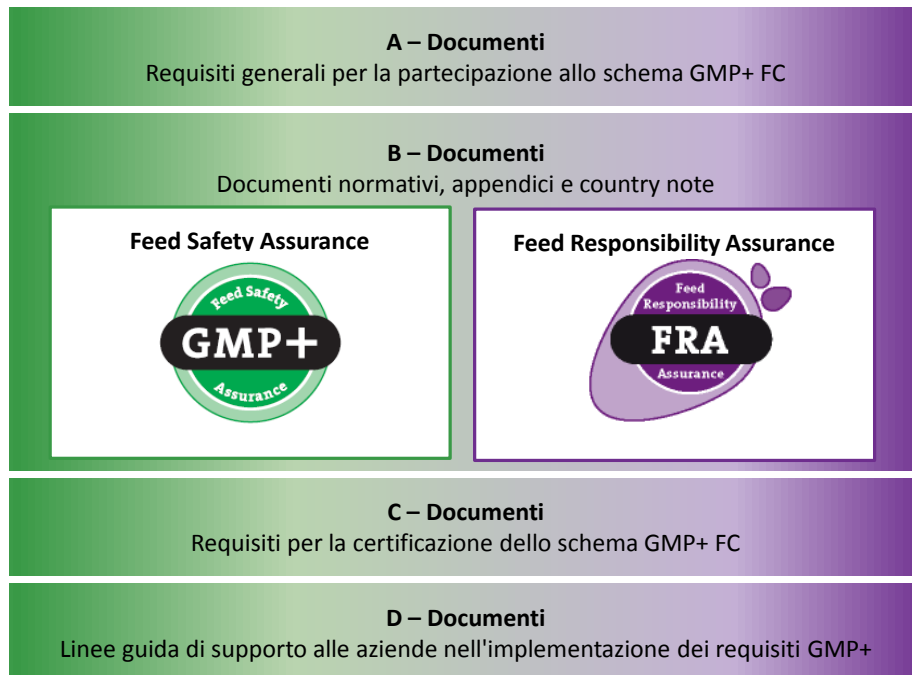 A – Documenti
Requisiti generali per la partecipazione allo schema GMP+ FC
B – Documenti
Documenti normativi, appendici e country note
Feed Safety Assurance
Feed Safety
GMP+
Assurance
Feed Responsibility Assurance
Feed
Responsibility
FRA
Assurance
C – Documenti
Requisiti per la certificazione dello schema GMP+ FC
D – Documenti
Linee guida di supporto alle aziende nell'implementazione dei requisiti GMP+